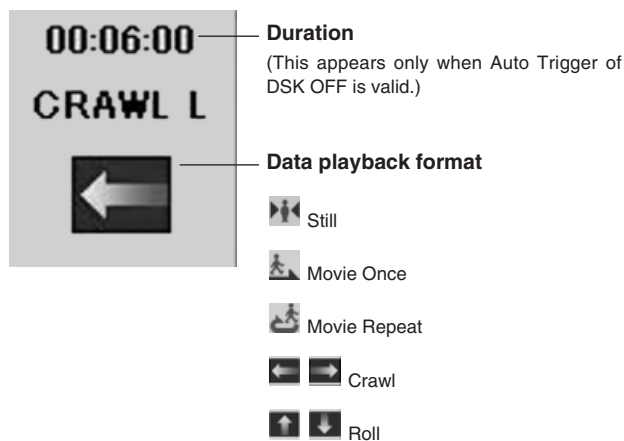 00:06:00
CRAWL L
Duration
(This appears only when Auto Trigger of
DSK OFF is valid.)
Data playback format
Still
Movie Once
Movie Repeat
Crawl
Roll